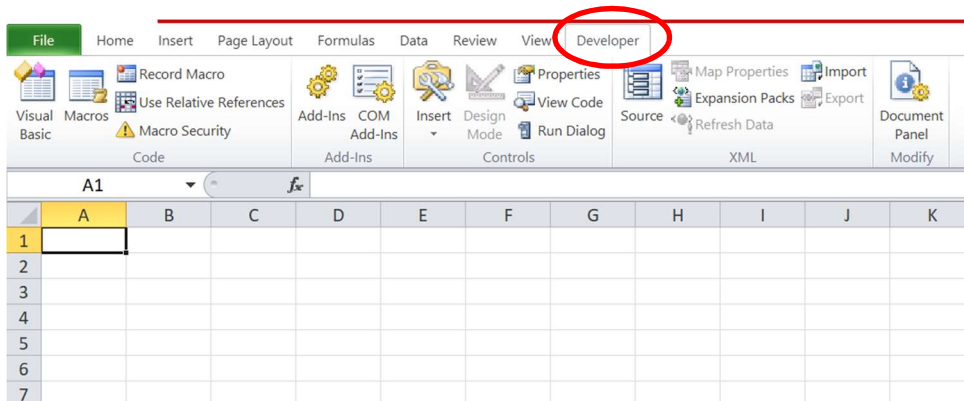 File Home Insert Page Layout Formulas Data Review View Developer
Visual Basic
Macros
Record Macro
Use Relative References
Macro Security
Code
Add-Ins
COM Add-Ins
Add-Ins
Insert
Design Mode
Properties
View Code
Run Dialog
Controls
Source
Map Properties
Expansion Packs
Refresh Data
Import
Export
XML
Document Panel
Modify
A1 fx
A B C D E F G H I J K
1
2
3
4
5
6
7